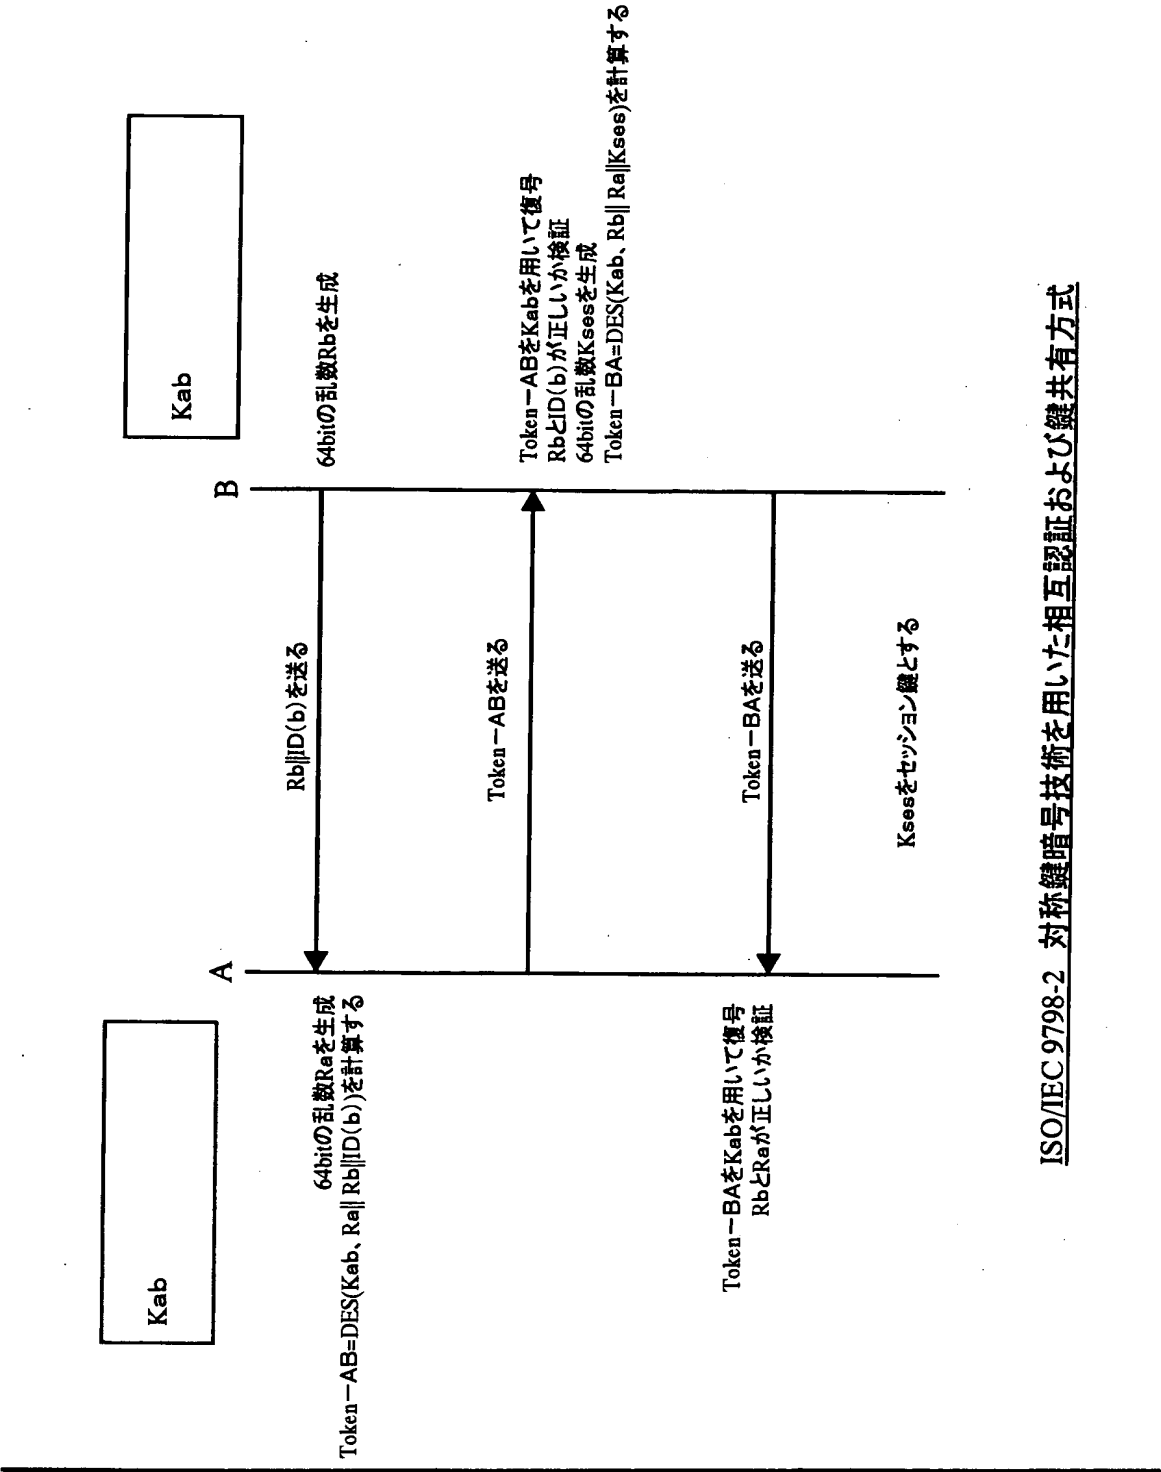 Kab
Kab
A
B
64bitの乱数Rbを生成
Rb||ID(b)を送る
64bitの乱数Raを生成
Token－AB=DES(Kab、Ra|| Rb||ID(b))を計算する
Token－ABを送る
Token－ABをKabを用いて復号
RbとID(b)が正しいか検証
64bitの乱数Ksesを生成
Token－BA=DES(Kab、Rb|| Ra||Kses)を計算する
Token－BAを送る
Token－BAをKabを用いて復号
RbとRaが正しいか検証
Ksesをセッション鍵とする
ISO/IEC 9798-2 対称鍵暗号技術を用いた相互認証および鍵共有方式